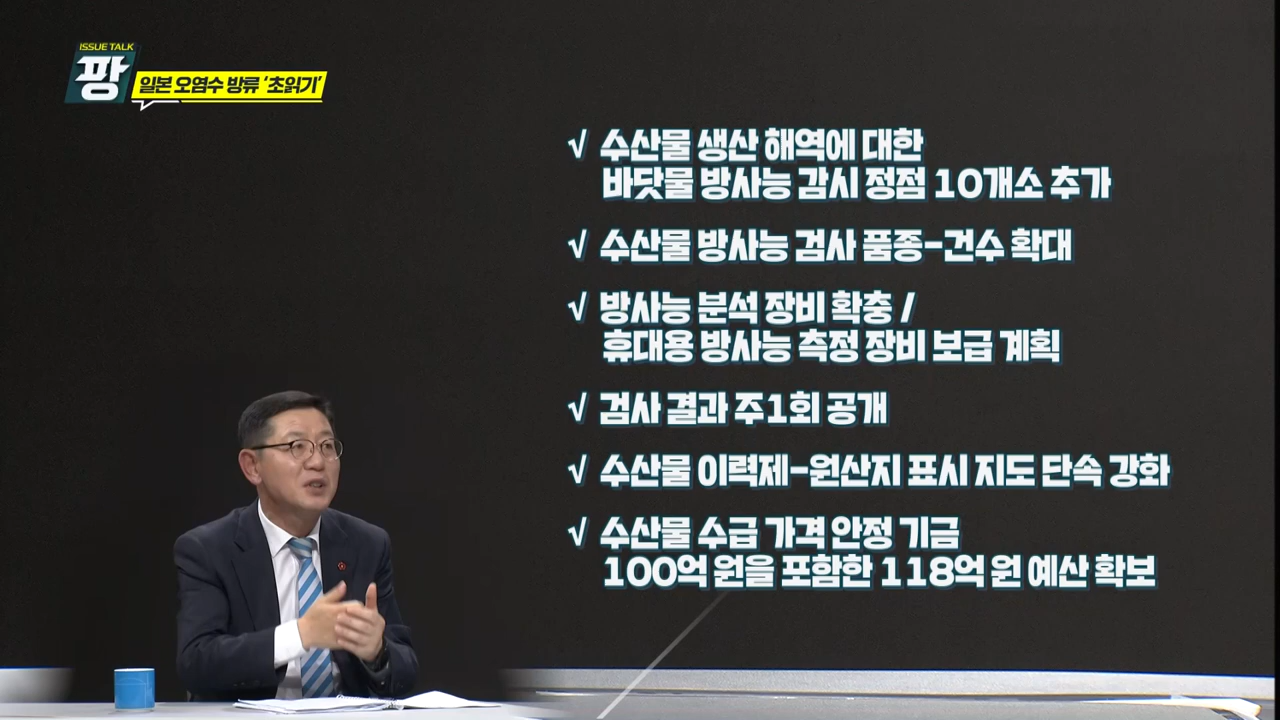 ISSUE TALK
팡
일본 오염수 방류 '초읽기'
√ 수산물 생산 해역에 대한
바닷물 방사능 감시 정점 10개소 추가
√ 수산물 방사능 검사 품종-건수 확대
√ 방사능 분석 장비 확충 /
휴대용 방사능 측정 장비 보급 계획
√ 검사 결과 주1회 공개
√ 수산물 이력제-원산지 표시 지도 단속 강화
√ 수산물 수급 가격 안정 기금
100억 원을 포함한 118억 원 예산 확보